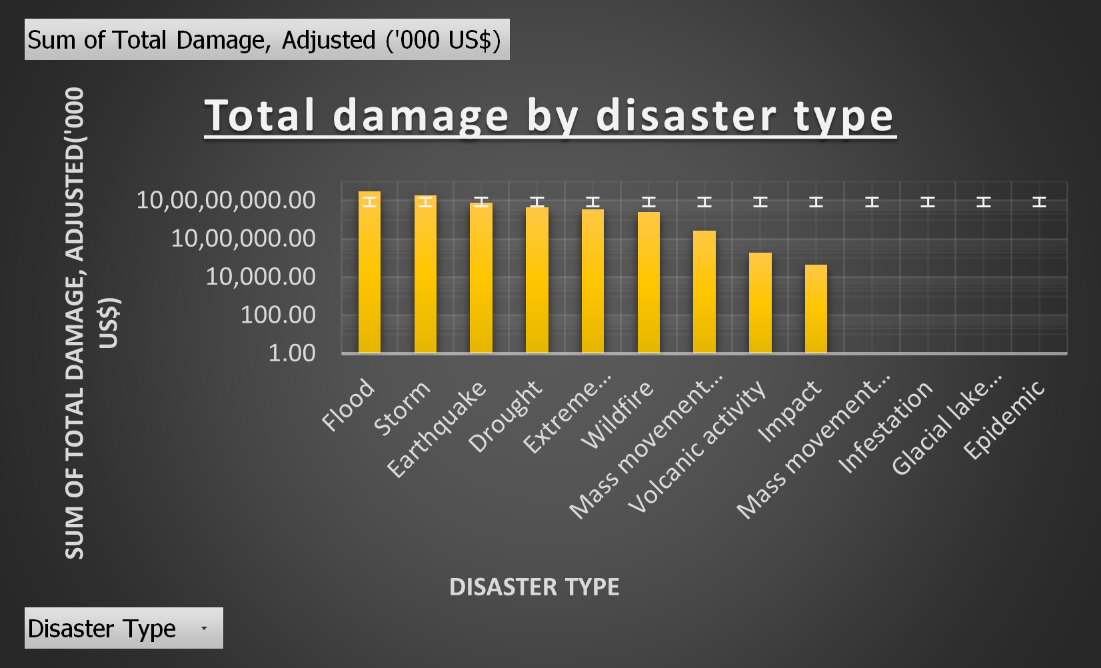 Sum of Total Damage, Adjusted ('000 US$)
Total damage by disaster type
SUM OF TOTAL DAMAGE, ADJUSTED('000
US$)
10,00,00,000.00
10,00,000.00
10,000.00
100.00
1.00
Flood
Storm
Earthquake
Drought
Extreme...
Wildfire
Mass movement...
Volcanic activity
Impact
Mass movement...
Infestation
Glacial lake...
Epidemic
DISASTER TYPE
Disaster Type